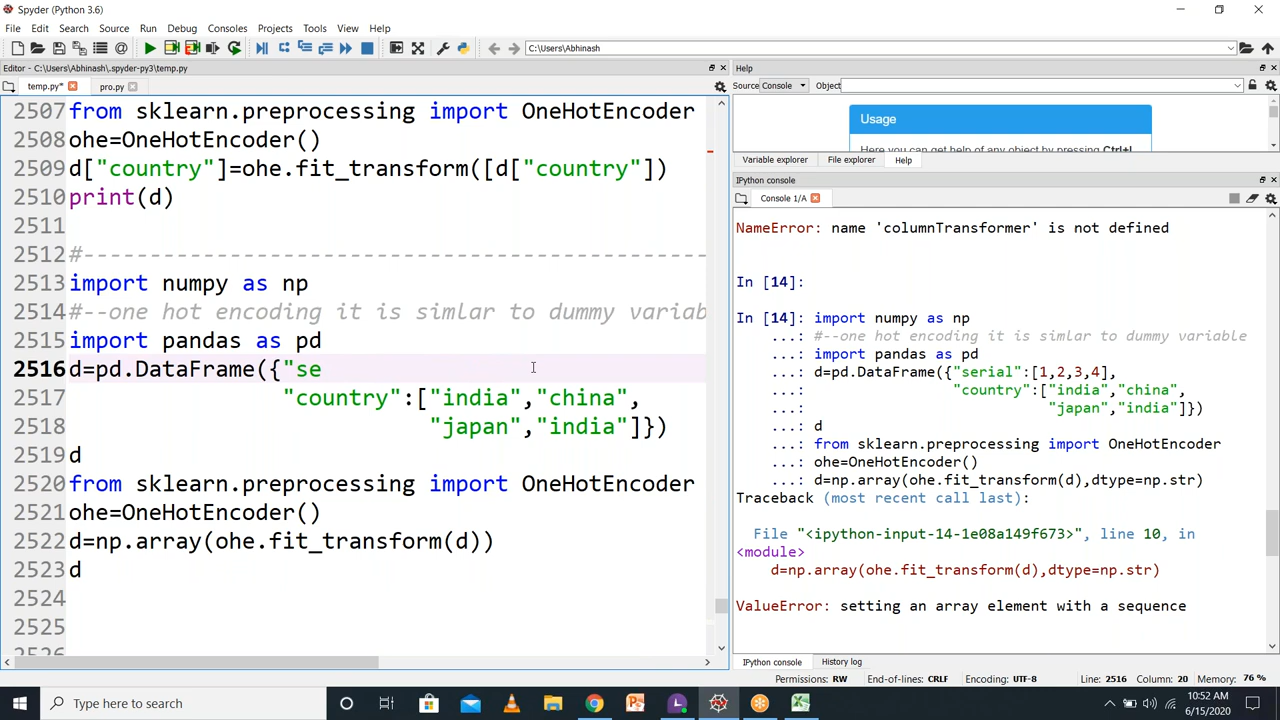 Spyder (Python 3.6)
File Edit Search Source Run Debug Consoles Projects Tools View Help
C:\Users\Abhinash
Editor - C:\Users\Abhinash\.spyder-py3\temp.py
temp.py* pro.py
2507 from sklearn.preprocessing import OneHotEncoder
2508 ohe=OneHotEncoder()
2509 d["country"]=ohe.fit_transform([d["country"])
2510 print(d)
2511
2512 #-----------------------------------------------
2513 import numpy as np
2514 #--one hot encoding it is simlar to dummy variab
2515 import pandas as pd
2516 d=pd.DataFrame({"se
2517 "country":["india","china",
2518 "japan","india"]})
2519 d
2520 from sklearn.preprocessing import OneHotEncoder
2521 ohe=OneHotEncoder()
2522 d=np.array(ohe.fit_transform(d))
2523 d
2524
2525
Help
Source Console Object
Usage
Here you can get help of any object by pressing Ctrl+I
Variable explorer File explorer Help
IPython console
Console 1/A
NameError: name 'columnTransformer' is not defined
In [14]:
In [14]: import numpy as np
...: #--one hot encoding it is simlar to dummy variable
...: import pandas as pd
...: d=pd.DataFrame({"serial":[1,2,3,4],
...: "country":["india","china",
...: "japan","india"]})
...: d
...: from sklearn.preprocessing import OneHotEncoder
...: ohe=OneHotEncoder()
...: d=np.array(ohe.fit_transform(d),dtype=np.str)
Traceback (most recent call last):
File "<ipython-input-14-1e08a149f673>", line 10, in
<module>
d=np.array(ohe.fit_transform(d),dtype=np.str)
ValueError: setting an array element with a sequence
IPython console History log
Permissions: RW End-of-lines: CRLF Encoding: UTF-8 Line: 2516 Column: 20 Memory: 76 %
Type here to search
10:52 AM
6/15/2020